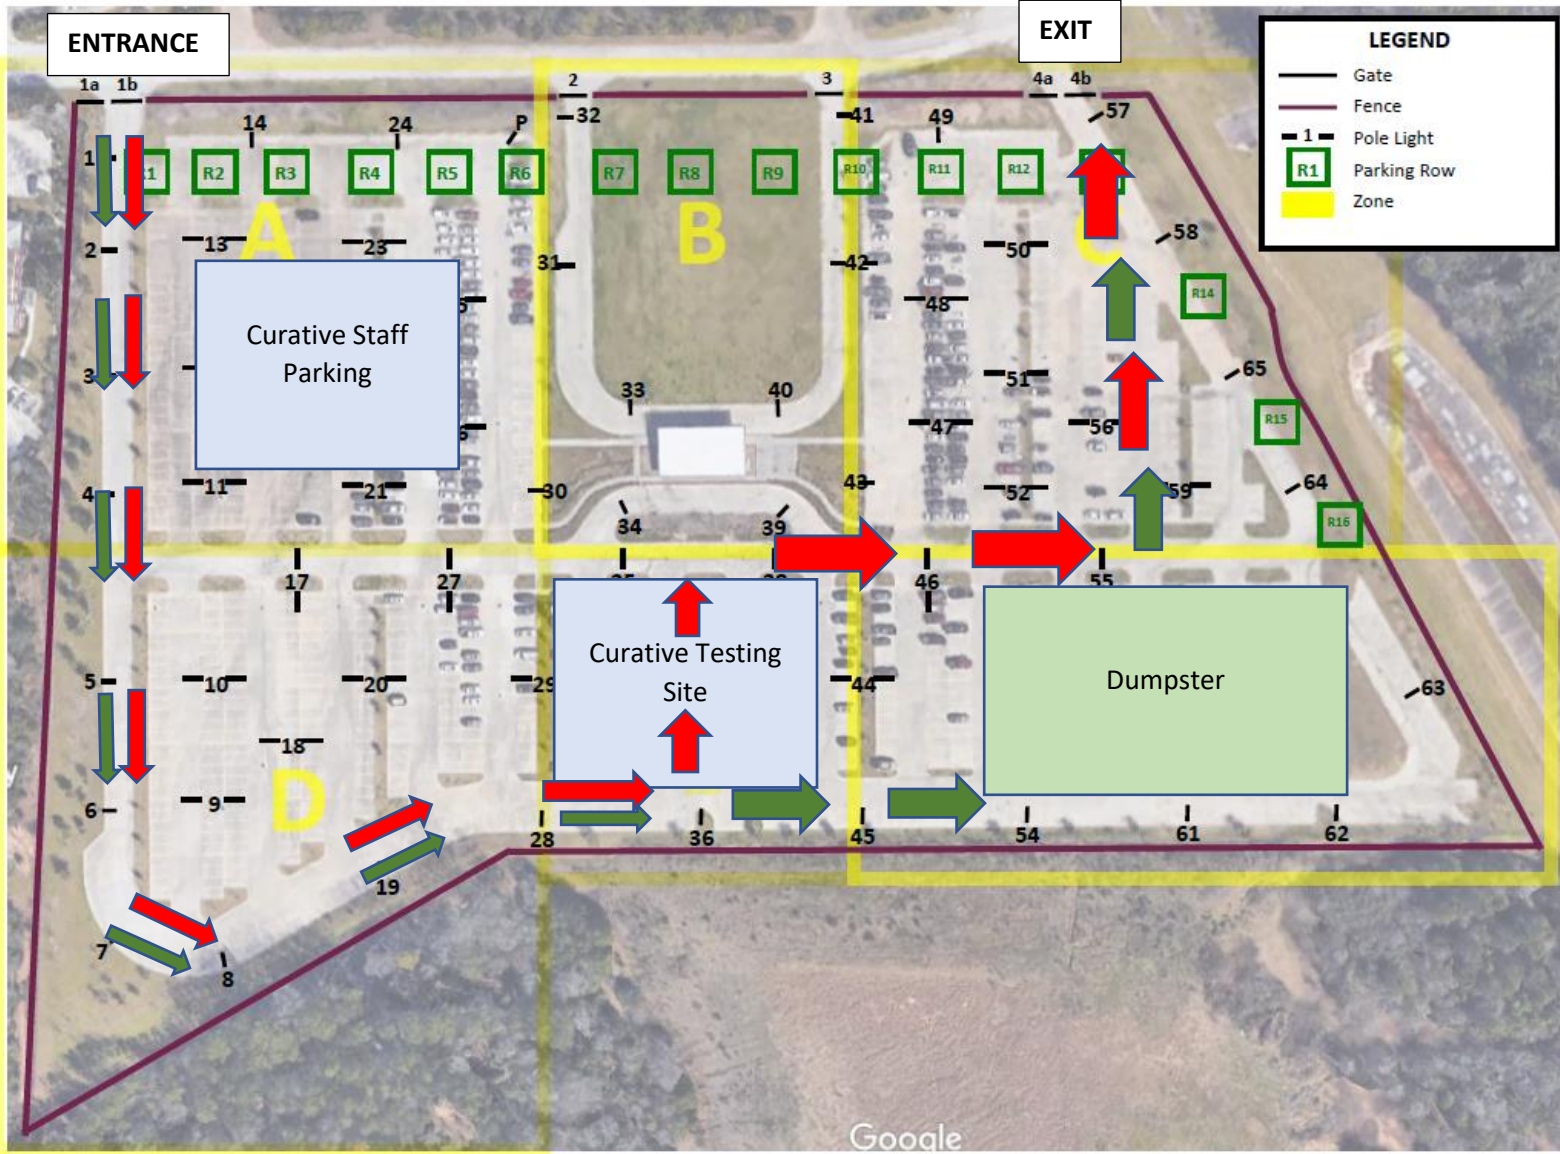 ENTRANCE
EXIT
LEGEND
Gate
Fence
1 Pole Light
R1 Parking Row
Zone
1a 1b 2 3 4a 4b
32 41 49 57
14 24 P
1
R2 R3 R4 R5 R6 R7 R8 R9 R10 R11 R12
A B
2 13 23 31 42 50 58
R14
48
Curative Staff
Parking
3 51 65
33 40
47 56 R15
4 11 21 30 43 52 59 64
34 39 R16
17 27 46 55
Curative Testing
Site
Dumpster
5 10 20 29 44 63
18
D
9
6 28 36 45 54 61 62
19
7
8
Google